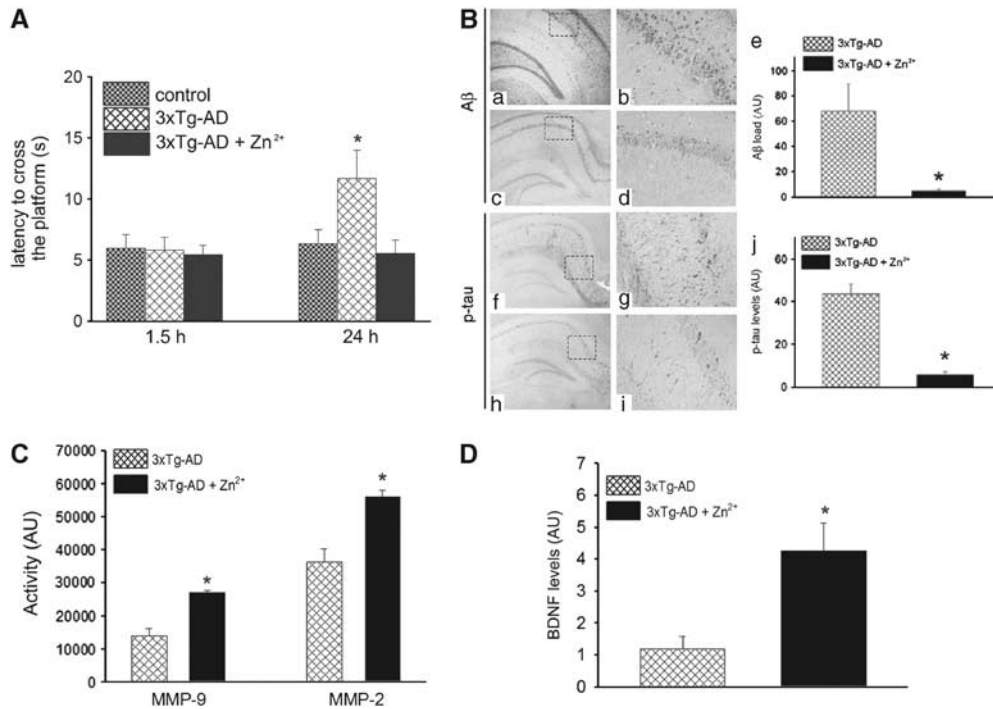 A
20
15
10
5
0
latency to cross
the platform (s)
control
3xTg-AD
3xTg-AD + Zn²⁺
*
1.5 h
24 h
B
Aβ
p-tau
a
b
c
d
f
g
h
i
e
3xTg-AD
3xTg-AD + Zn²⁺
100
80
60
40
20
0
Aβ load (AU)
*
j
3xTg-AD
3xTg-AD + Zn²⁺
60
40
20
0
p-tau levels (AU)
*
C
70000
60000
50000
40000
30000
20000
10000
0
Activity (AU)
3xTg-AD
3xTg-AD + Zn²⁺
*
*
MMP-9
MMP-2
D
7
6
5
4
3
2
1
0
BDNF levels (AU)
3xTg-AD
3xTg-AD + Zn²⁺
*